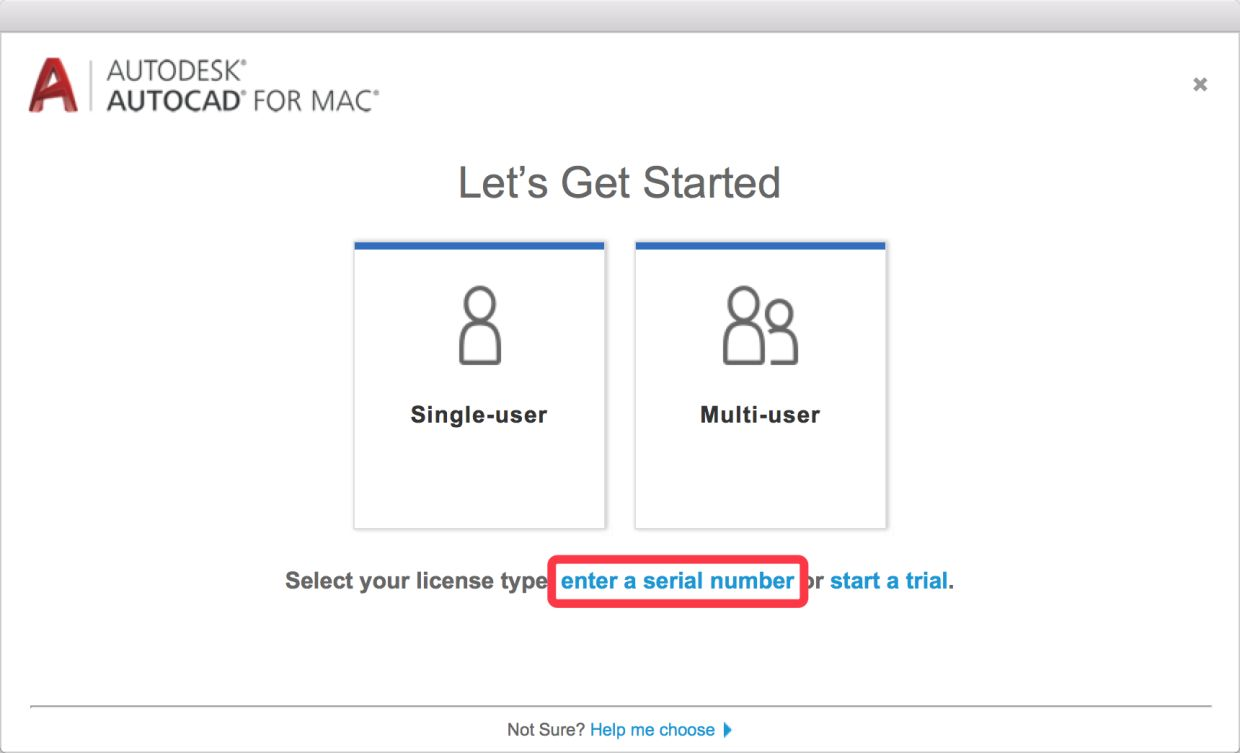 AUTODESK®
AUTOCAD® FOR MAC®
Let’s Get Started
Single-user
Multi-user
Select your license type enter a serial number or start a trial.
Not Sure? Help me choose